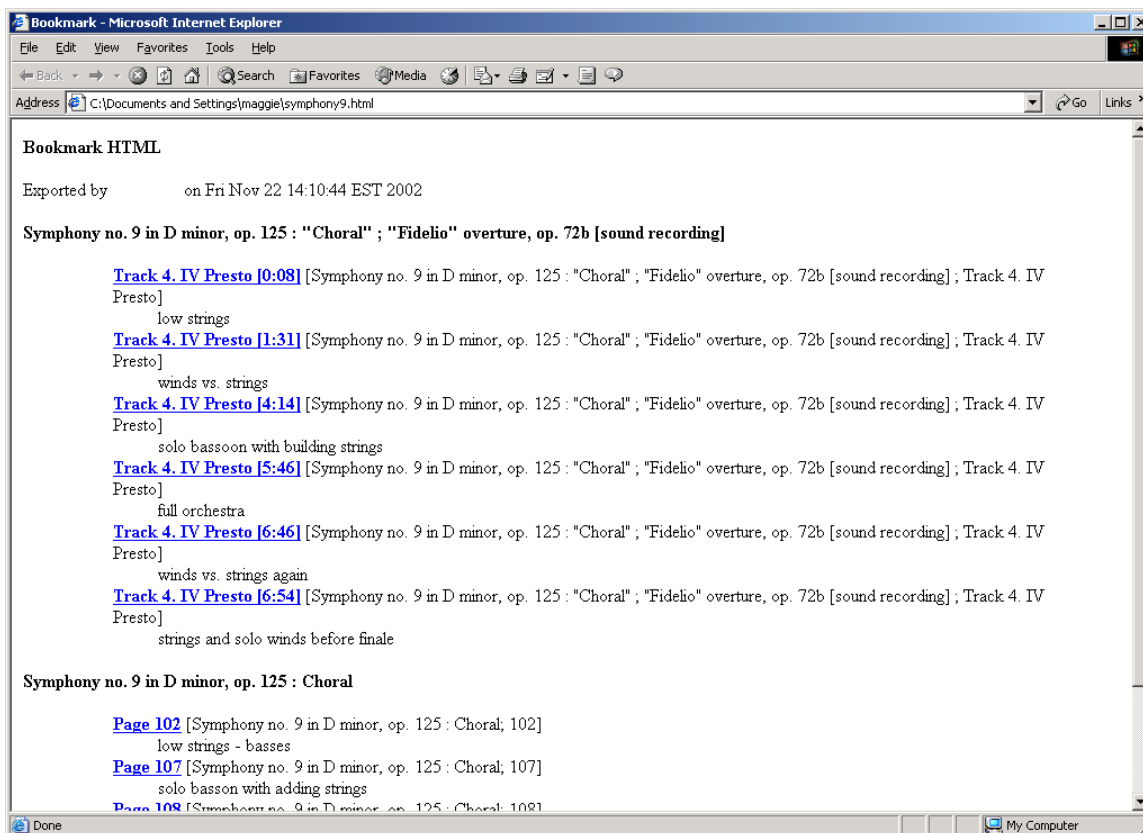 Bookmark - Microsoft Internet Explorer
File Edit View Favorites Tools Help
Back Search Favorites Media
Address C:\Documents and Settings\maggie\symphony9.html Go Links
Bookmark HTML
Exported by on Fri Nov 22 14:10:44 EST 2002
Symphony no. 9 in D minor, op. 125 : "Choral" ; "Fidelio" overture, op. 72b [sound recording]
Track 4. IV Presto [0:08] [Symphony no. 9 in D minor, op. 125 : "Choral" ; "Fidelio" overture, op. 72b [sound recording] ; Track 4. IV
Presto]
low strings
Track 4. IV Presto [1:31] [Symphony no. 9 in D minor, op. 125 : "Choral" ; "Fidelio" overture, op. 72b [sound recording] ; Track 4. IV
Presto]
winds vs. strings
Track 4. IV Presto [4:14] [Symphony no. 9 in D minor, op. 125 : "Choral" ; "Fidelio" overture, op. 72b [sound recording] ; Track 4. IV
Presto]
solo bassoon with building strings
Track 4. IV Presto [5:46] [Symphony no. 9 in D minor, op. 125 : "Choral" ; "Fidelio" overture, op. 72b [sound recording] ; Track 4. IV
Presto]
full orchestra
Track 4. IV Presto [6:46] [Symphony no. 9 in D minor, op. 125 : "Choral" ; "Fidelio" overture, op. 72b [sound recording] ; Track 4. IV
Presto]
winds vs. strings again
Track 4. IV Presto [6:54] [Symphony no. 9 in D minor, op. 125 : "Choral" ; "Fidelio" overture, op. 72b [sound recording] ; Track 4. IV
Presto]
strings and solo winds before finale
Symphony no. 9 in D minor, op. 125 : Choral
Page 102 [Symphony no. 9 in D minor, op. 125 : Choral; 102]
low strings - basses
Page 107 [Symphony no. 9 in D minor, op. 125 : Choral; 107]
solo basson with adding strings
Page 108 [Symphony no. 9 in D minor, op. 125 : Choral; 108]
Done My Computer